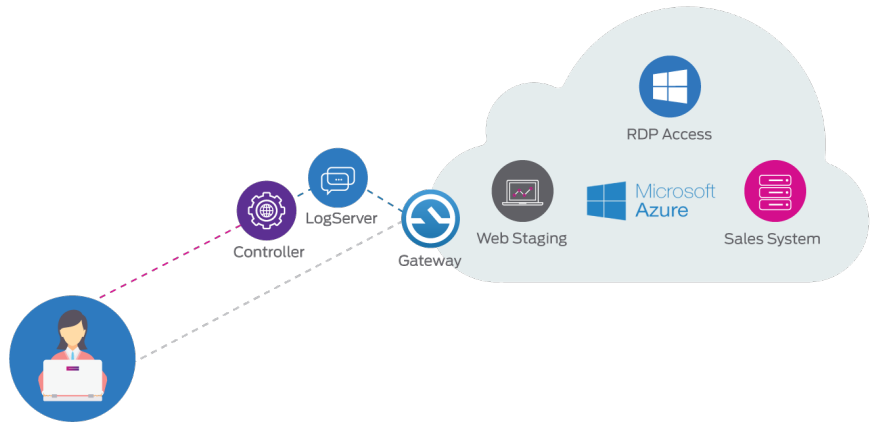 RDP Access
LogServer
Controller
Gateway
Web Staging
Microsoft
Azure
Sales System